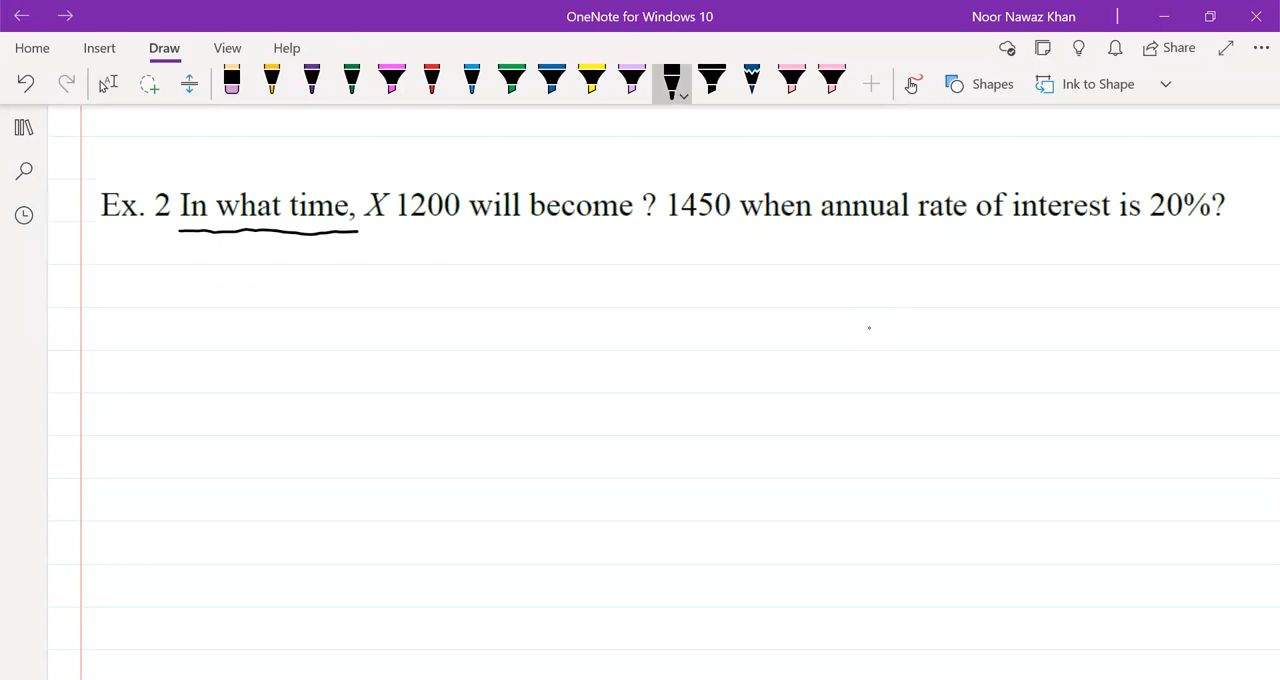 OneNote for Windows 10
Noor Nawaz Khan
Home Insert Draw View Help
Share
Shapes Ink to Shape
Ex. 2 In what time, X 1200 will become ? 1450 when annual rate of interest is 20%?